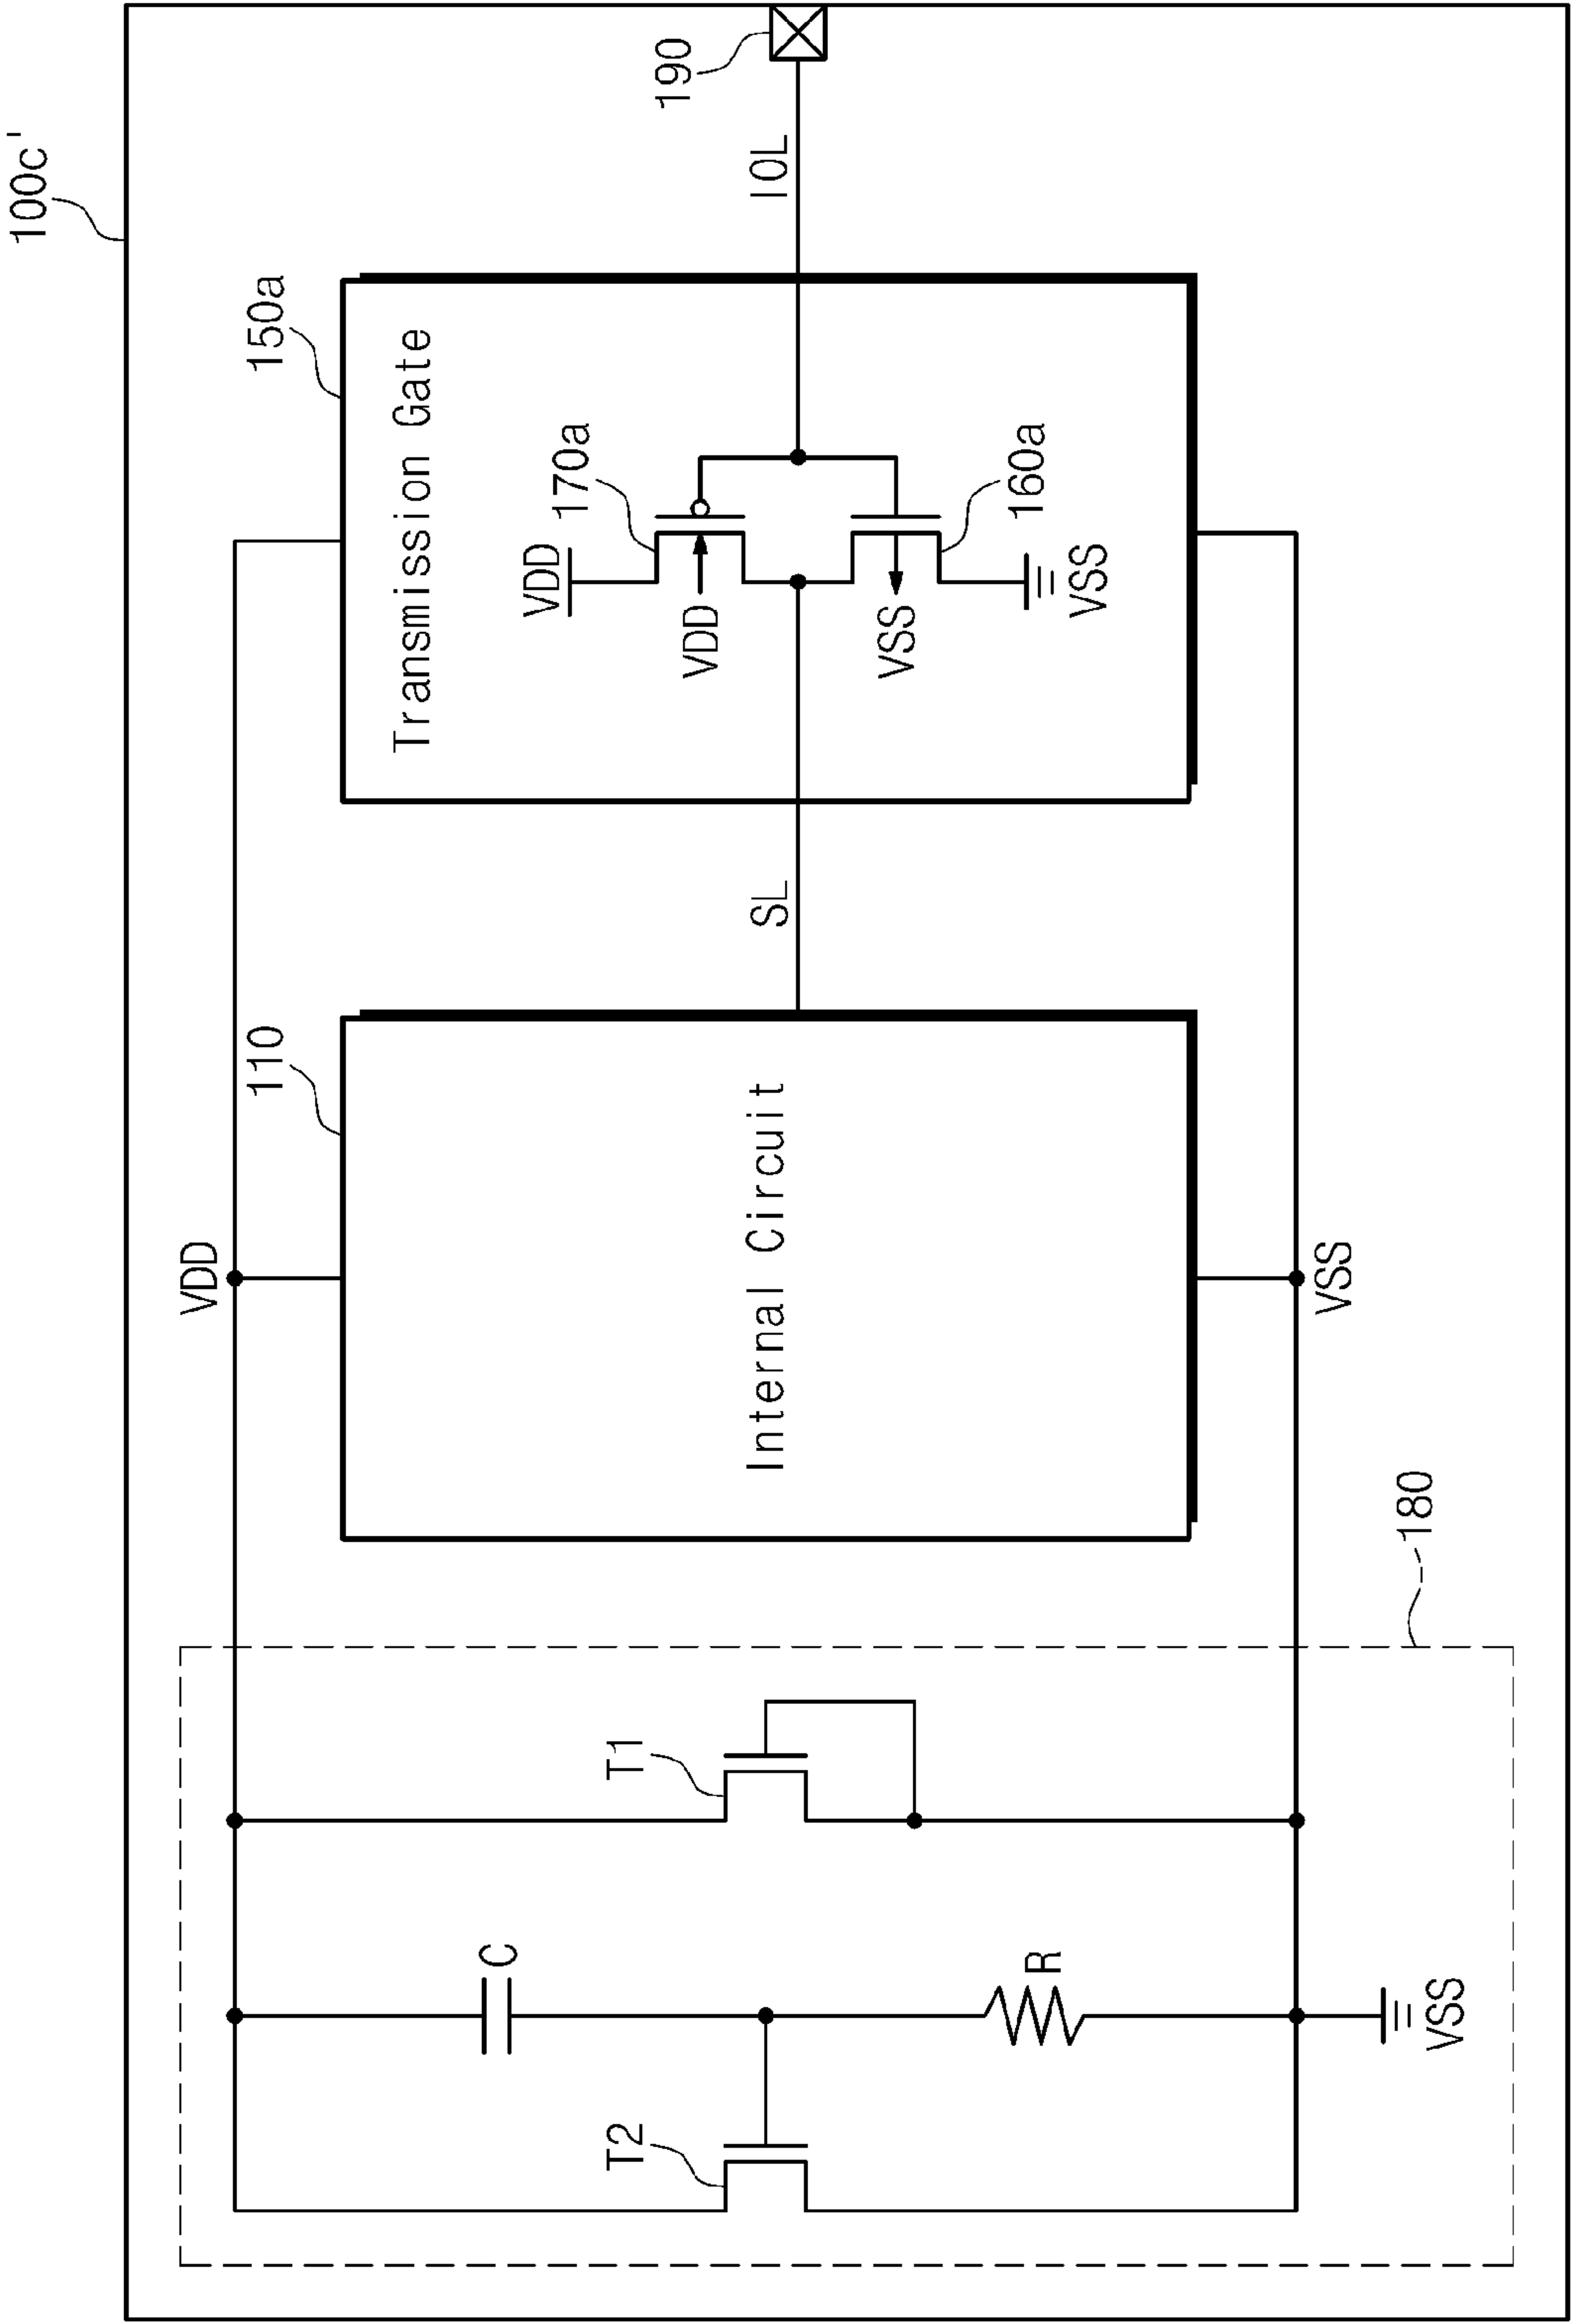 100c'
VDD
110
150a
Transmission Gate
C
VDD
170a
T2
T1
190
VDD
Internal Circuit
SL
IOL
VSS
R
160a
VSS
VSS
180
VSS